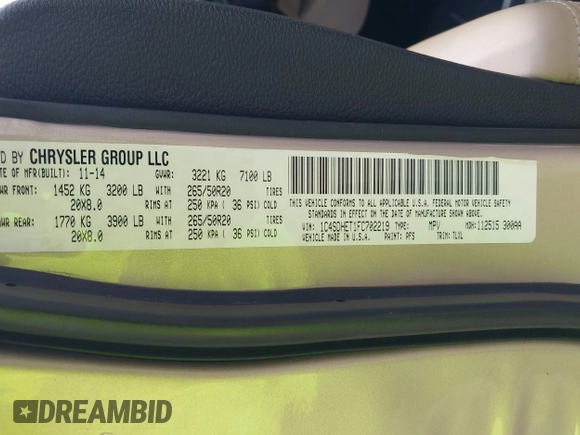 D BY CHRYSLER GROUP LLC
TE OF MFR(BUILT): 11-14 GVWR: 3221 KG 7100 LB
WR FRONT: 1452 KG 3200 LB WITH 265/50R20 TIRES
20X8.0 RIMS AT 250 KPA ( 36 PSI) COLD
WR REAR: 1770 KG 3900 LB WITH 265/50R20 TIRES
20X8.0 RIMS AT 250 KPA ( 36 PSI) COLD
THIS VEHICLE CONFORMS TO ALL APPLICABLE U.S.A. FEDERAL MOTOR VEHICLE SAFETY
STANDARDS IN EFFECT ON THE DATE OF MANUFACTURE SHOWN ABOVE.
VIN: 1C4SDHET1FC702219 TYPE: MPV MDH: 112515 300AA
VEHICLE MADE IN U.S.A. PAINT: PFS TRIM: TLXL
DREAMBID